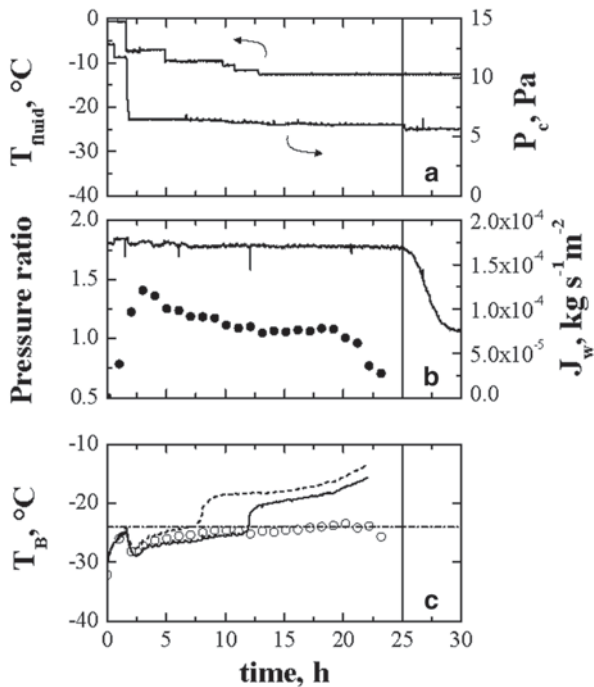 0
-10
-20
-30
-40
T_fluid, °C
15
10
5
0
P_c, Pa
a
2.0
1.5
1.0
0.5
Pressure ratio
2.0x10⁻⁴
1.5x10⁻⁴
1.0x10⁻⁴
5.0x10⁻⁵
0.0
J_w, kg s⁻¹m⁻²
b
-10
-20
-30
-40
T_B, °C
c
0 5 10 15 20 25 30
time, h